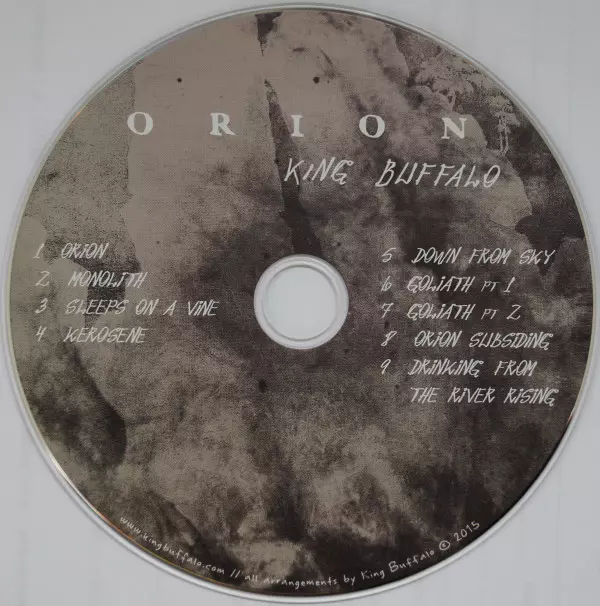 ORION
KiNG BUFFALO
1 ORiON
2 MONOLiTH
3 SLEEPS ON A ViNE
4 KEROSENE
5 DOWN FROM SKY
6 GOLiATH PT 1
7 GOLiATH PT 2
8 ORiON SUBSiDiNG
9 DRiNKiNG FROM
THE RiVER RiSiNG
www.kingbuffalo.com // all arrangements by King Buffalo © 2015